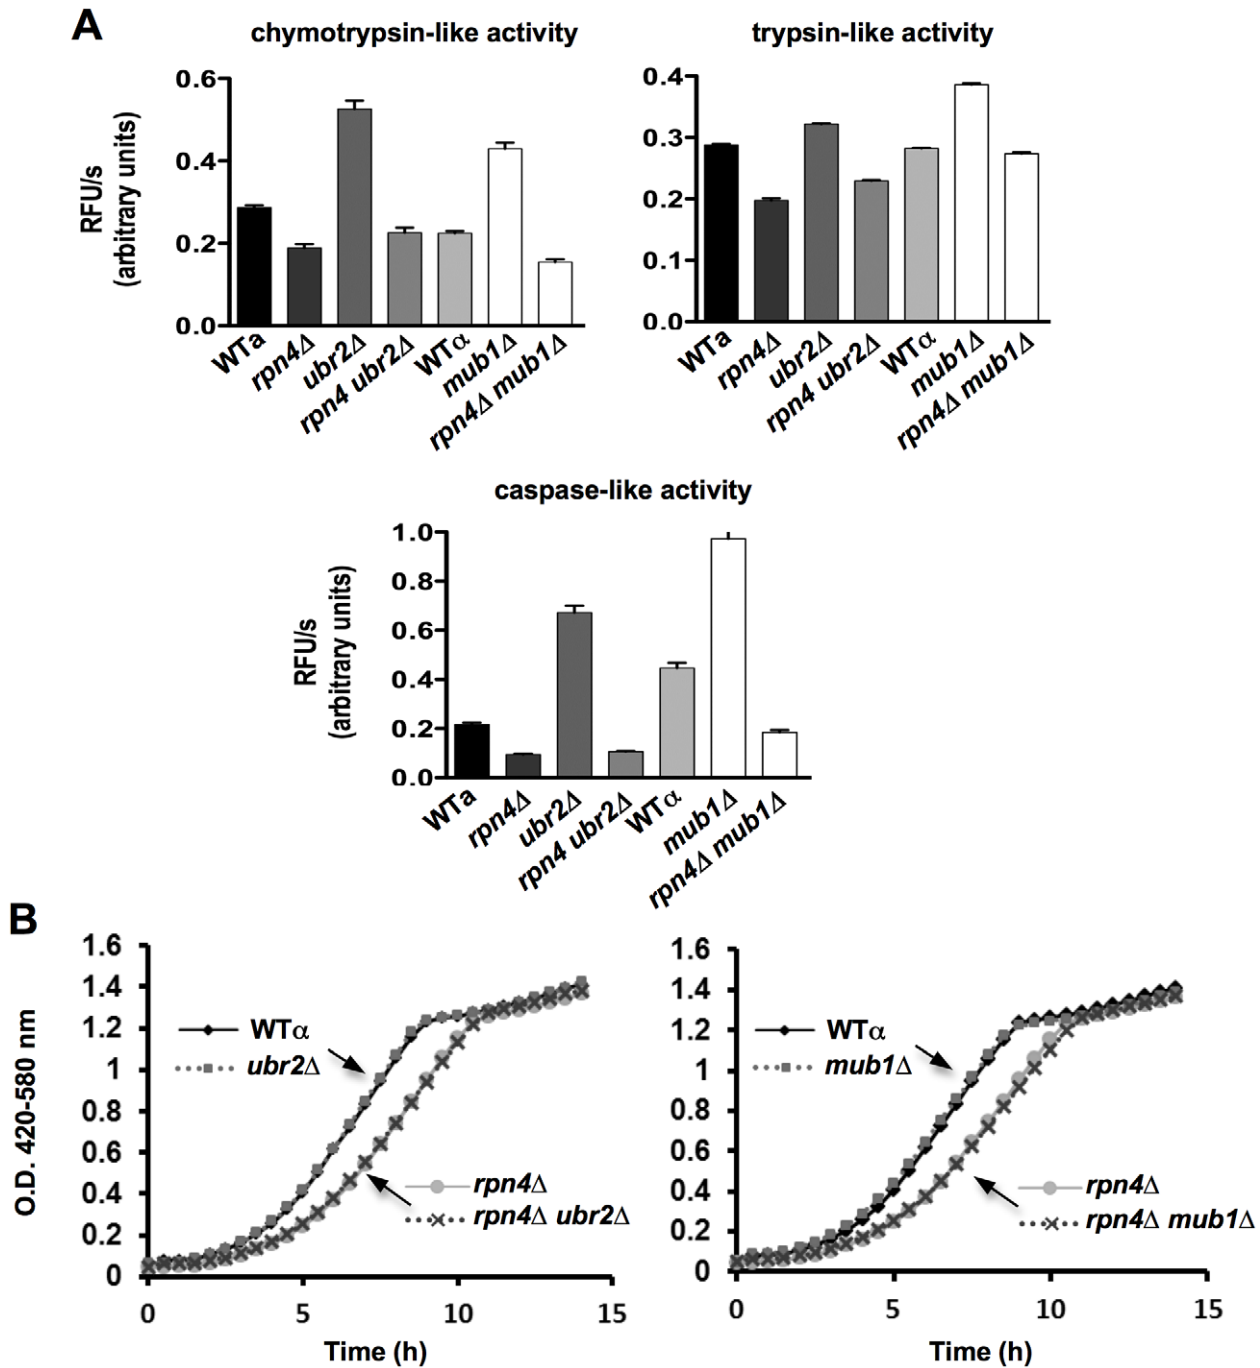 A
chymotrypsin-like activity
RFU/s
(arbitrary units)
0.6
0.4
0.2
0.0
WTa
rpn4Δ
ubr2Δ
rpn4 ubr2Δ
WTα
mub1Δ
rpn4Δ mub1Δ
trypsin-like activity
0.4
0.3
0.2
0.1
0.0
WTa
rpn4Δ
ubr2Δ
rpn4 ubr2Δ
WTα
mub1Δ
rpn4Δ mub1Δ
caspase-like activity
RFU/s
(arbitrary units)
1.0
0.8
0.6
0.4
0.2
0.0
WTa
rpn4Δ
ubr2Δ
rpn4 ubr2Δ
WTα
mub1Δ
rpn4Δ mub1Δ
B
O.D. 420-580 nm
1.6
1.4
1.2
1
0.8
0.6
0.4
0.2
0
WTα
ubr2Δ
rpn4Δ
rpn4Δ ubr2Δ
0 5 10 15
Time (h)
1.6
1.4
1.2
1
0.8
0.6
0.4
0.2
0
WTα
mub1Δ
rpn4Δ
rpn4Δ mub1Δ
0 5 10 15
Time (h)